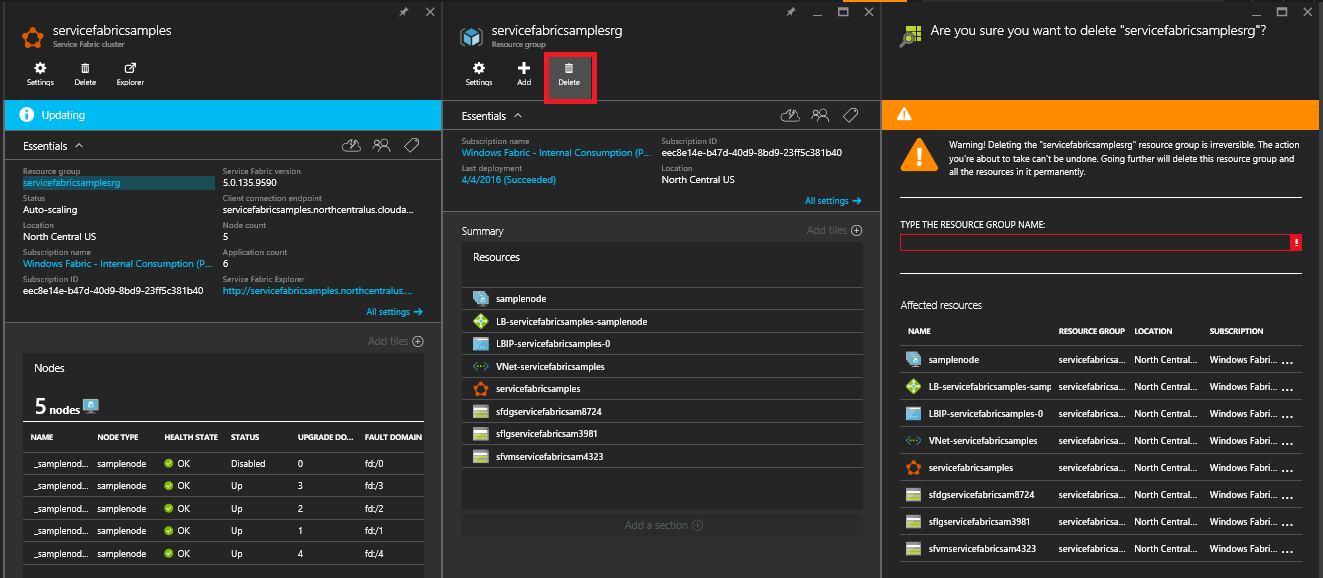 servicefabricsamples
Service Fabric cluster
Settings
Delete
Explorer
Updating
Essentials
Resource group
servicefabricsamplesrg
Service Fabric version
5.0.135.9590
Status
Auto-scaling
Client connection endpoint
servicefabricsamples.northcentralus.clouda...
Location
North Central US
Node count
5
Subscription name
Windows Fabric - Internal Consumption (P...
Application count
6
Subscription ID
eec8e14e-b47d-40d9-8bd9-23ff5c381b40
Service Fabric Explorer
http://servicefabricsamples.northcentralus....
All settings
Add tiles
Nodes
5 nodes
NAME NODE TYPE HEALTH STATE STATUS UPGRADE DO... FAULT DOMAIN
_samplenod... samplenode OK Disabled 0 fd:/0
_samplenod... samplenode OK Up 3 fd:/3
_samplenod... samplenode OK Up 2 fd:/2
_samplenod... samplenode OK Up 1 fd:/1
_samplenod... samplenode OK Up 4 fd:/4
servicefabricsamplesrg
Resource group
Settings
Add
Delete
Essentials
Subscription name
Windows Fabric - Internal Consumption (P...
Subscription ID
eec8e14e-b47d-40d9-8bd9-23ff5c381b40
Last deployment
4/4/2016 (Succeeded)
Location
North Central US
All settings
Summary
Add tiles
Resources
samplenode
LB-servicefabricsamples-samplenode
LBIP-servicefabricsamples-0
VNet-servicefabricsamples
servicefabricsamples
sfdgservicefabricsam8724
sflgservicefabricsam3981
sfvmservicefabricsam4323
Add a section
Are you sure you want to delete "servicefabricsamplesrg"?
Warning! Deleting the "servicefabricsamplesrg" resource group is irreversible. The action
you're about to take can't be undone. Going further will delete this resource group and
all the resources in it permanently.
TYPE THE RESOURCE GROUP NAME:
Affected resources
NAME RESOURCE GROUP LOCATION SUBSCRIPTION
samplenode servicefabricsa... North Central... Windows Fabri... ...
LB-servicefabricsamples-samp servicefabricsa... North Central... Windows Fabri... ...
LBIP-servicefabricsamples-0 servicefabricsa... North Central... Windows Fabri... ...
VNet-servicefabricsamples servicefabricsa... North Central... Windows Fabri... ...
servicefabricsamples servicefabricsa... North Central... Windows Fabri... ...
sfdgservicefabricsam8724 servicefabricsa... North Central... Windows Fabri... ...
sflgservicefabricsam3981 servicefabricsa... North Central... Windows Fabri... ...
sfvmservicefabricsam4323 servicefabricsa... North Central... Windows Fabri... ...